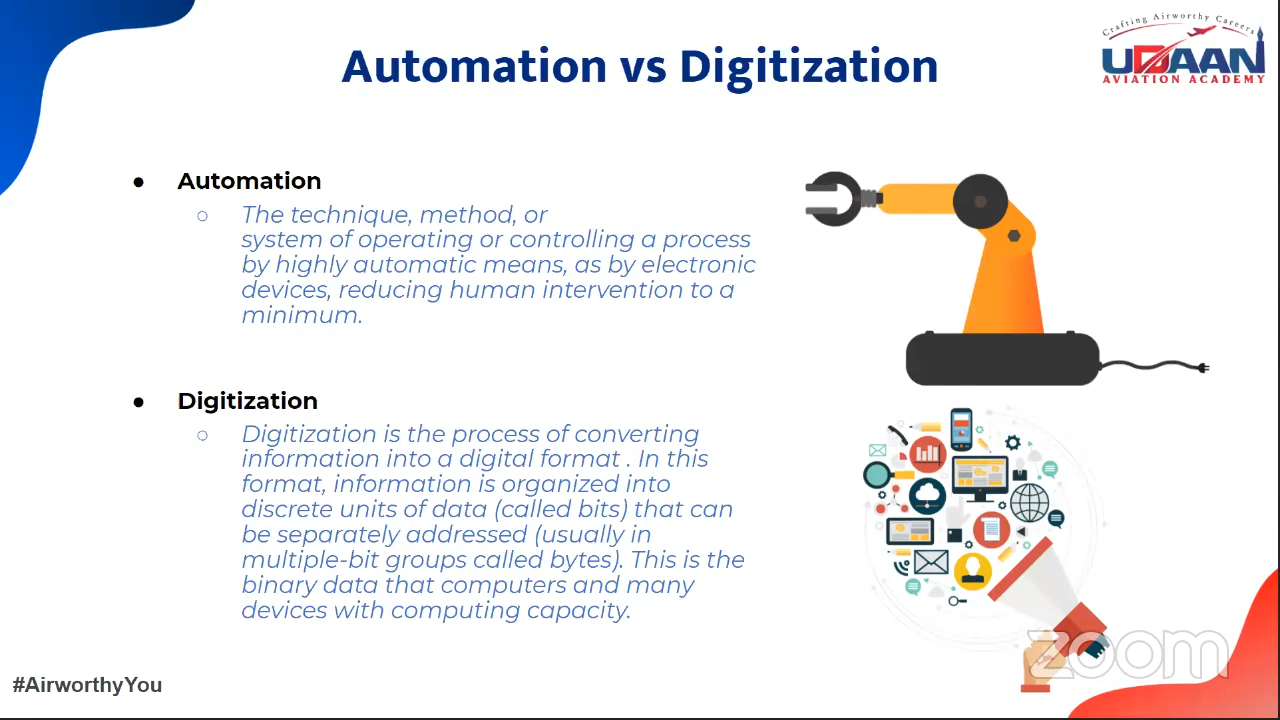 Crafting Airworthy Careers
UDAAN
AVIATION ACADEMY
Automation vs Digitization
● Automation
○ The technique, method, or
system of operating or controlling a process
by highly automatic means, as by electronic
devices, reducing human intervention to a
minimum.
● Digitization
○ Digitization is the process of converting
information into a digital format . In this
format, information is organized into
discrete units of data (called bits) that can
be separately addressed (usually in
multiple-bit groups called bytes). This is the
binary data that computers and many
devices with computing capacity.
zoom
#AirworthyYou